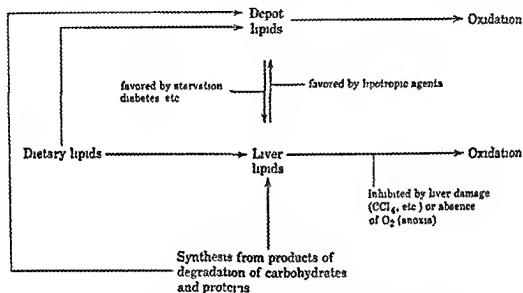 Depot
lipids
Oxidation
favored by starvation
diabetes etc
favored by lipotropic agents
Dietary lipids
Liver
lipids
Oxidation
Inhibited by liver damage
(CCl₄, etc ) or absence
of O₂ (anoxis)
Synthesis from products of
degradation of carbohydrates
and proteins